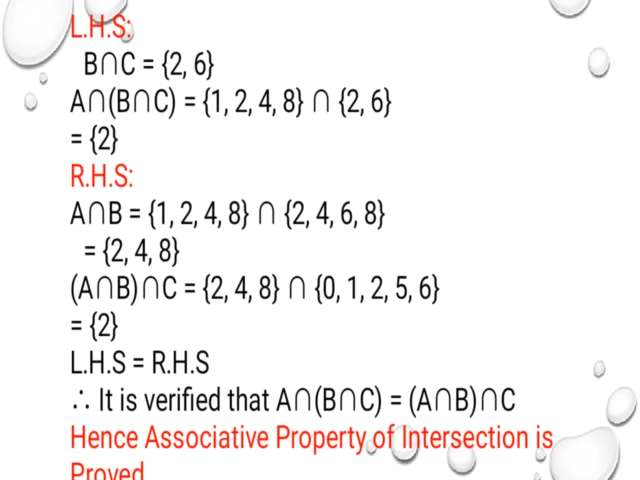 L.H.S:
B∩C = {2, 6}
A∩(B∩C) = {1, 2, 4, 8} ∩ {2, 6}
= {2}
R.H.S:
A∩B = {1, 2, 4, 8} ∩ {2, 4, 6, 8}
= {2, 4, 8}
(A∩B)∩C = {2, 4, 8} ∩ {0, 1, 2, 5, 6}
= {2}
L.H.S = R.H.S
∴ It is verified that A∩(B∩C) = (A∩B)∩C
Hence Associative Property of Intersection is
Proved